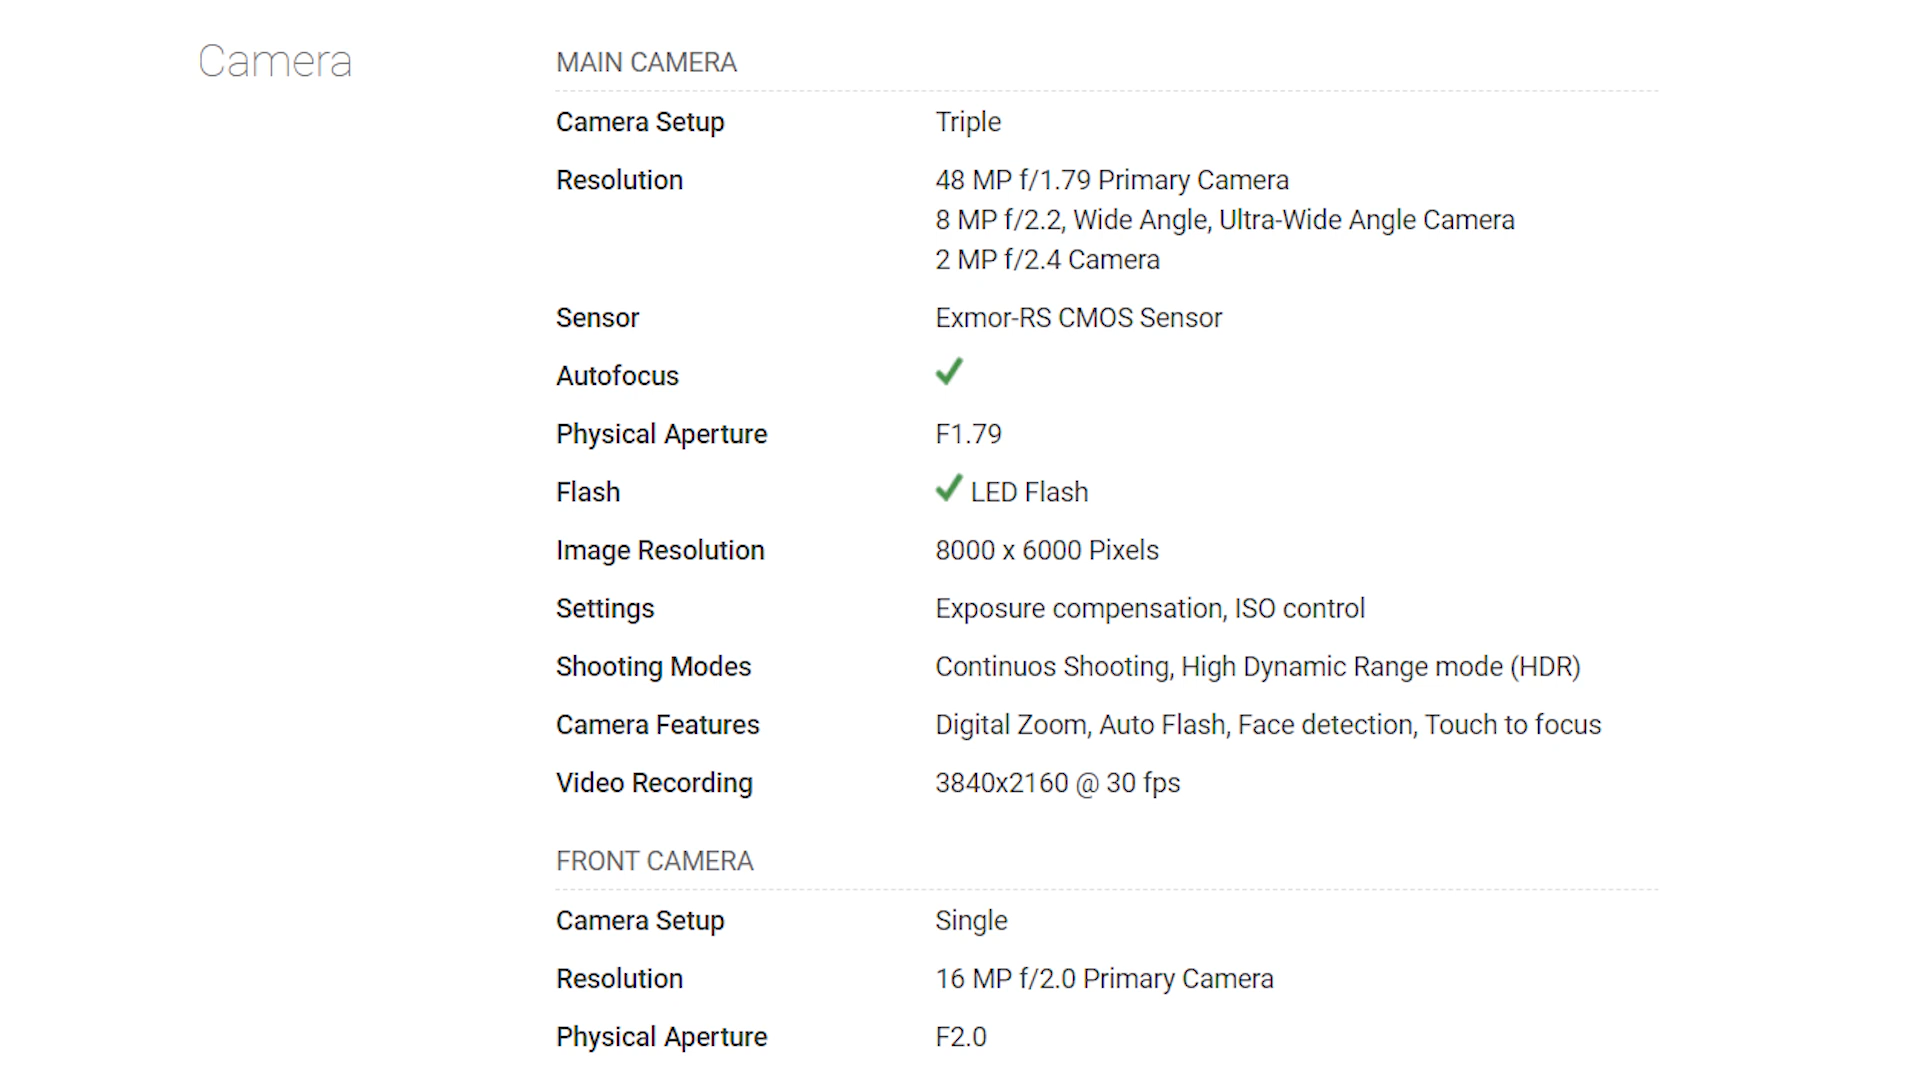 Camera
MAIN CAMERA
Camera Setup Triple
Resolution 48 MP f/1.79 Primary Camera
8 MP f/2.2, Wide Angle, Ultra-Wide Angle Camera
2 MP f/2.4 Camera
Sensor Exmor-RS CMOS Sensor
Autofocus ✔
Physical Aperture F1.79
Flash ✔ LED Flash
Image Resolution 8000 x 6000 Pixels
Settings Exposure compensation, ISO control
Shooting Modes Continuos Shooting, High Dynamic Range mode (HDR)
Camera Features Digital Zoom, Auto Flash, Face detection, Touch to focus
Video Recording 3840x2160 @ 30 fps
FRONT CAMERA
Camera Setup Single
Resolution 16 MP f/2.0 Primary Camera
Physical Aperture F2.0